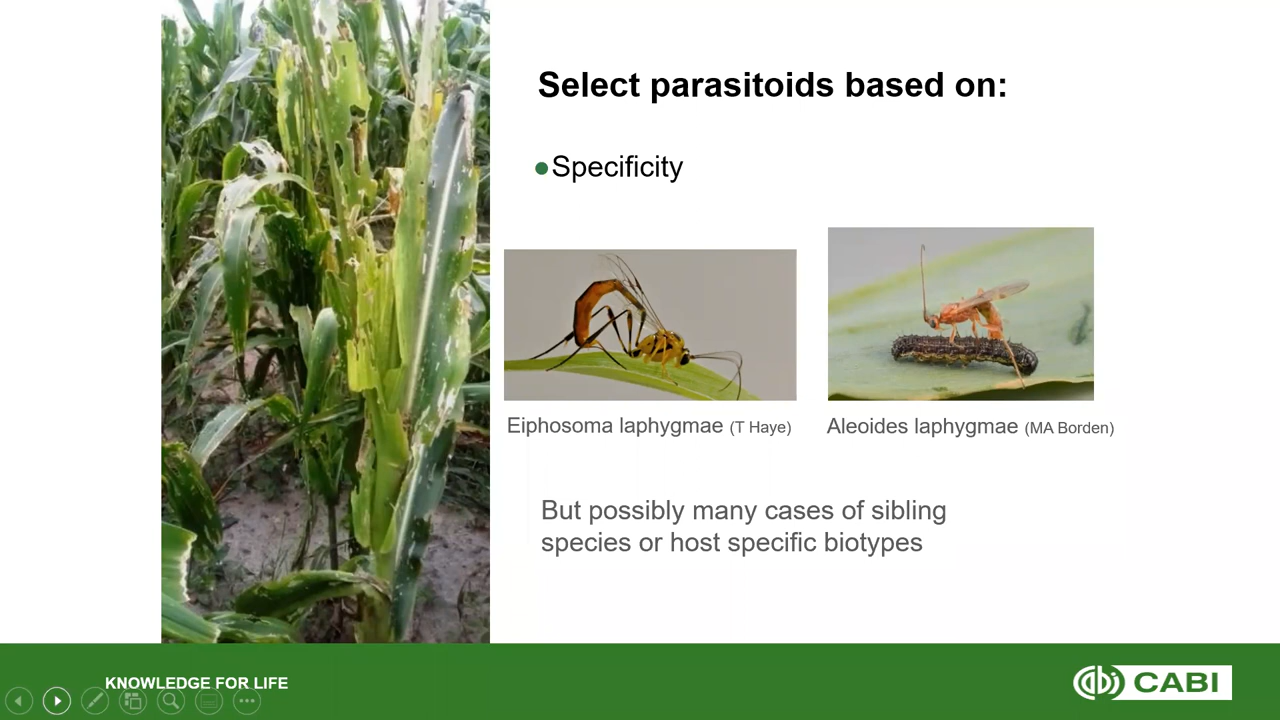 Select parasitoids based on:
●Specificity
Eiphosoma laphygmae (T Haye)
Aleoides laphygmae (MA Borden)
But possibly many cases of sibling
species or host specific biotypes
KNOWLEDGE FOR LIFE
cabi CABI